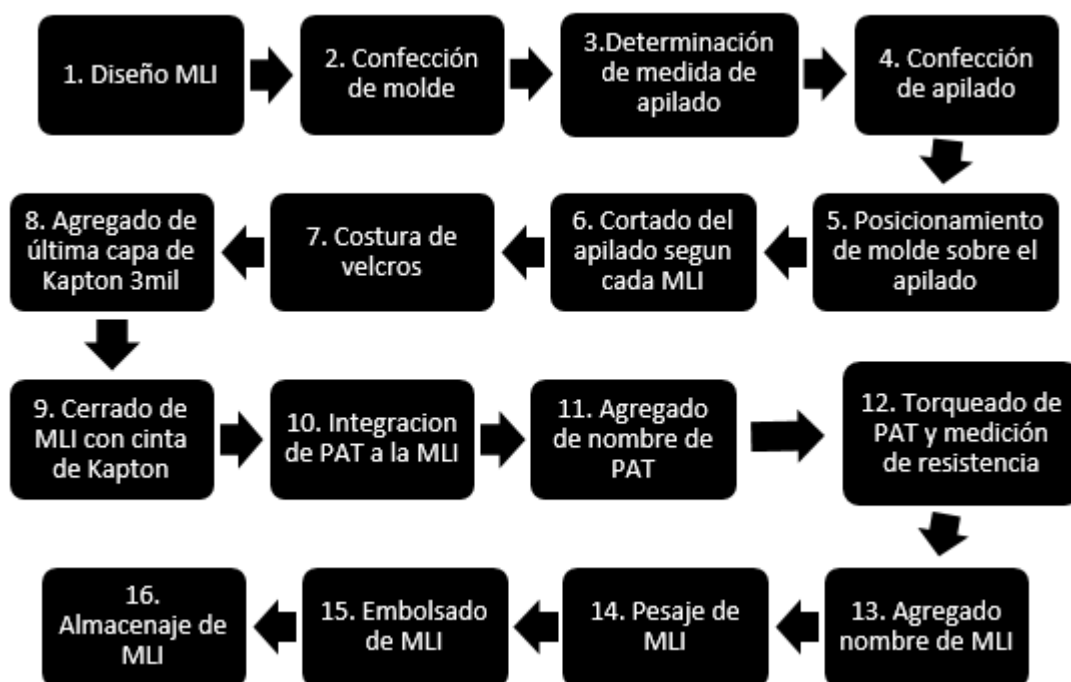 1. Diseño MLI
2. Confección
de molde
3.Determinación
de medida de
apilado
4. Confección
de apilado
5. Posicionamiento
de molde sobre el
apilado
6. Cortado del
apilado segun
cada MLI
7. Costura de
velcros
8. Agregado de
última capa de
Kapton 3mil
9. Cerrado de
MLI con cinta
de Kapton
10. Integracion
de PAT a la MLI
11. Agregado
de nombre de
PAT
12. Torqueado de
PAT y medición
de resistencia
13. Agregado
nombre de MLI
14. Pesaje de
MLI
15. Embolsado
de MLI
16.
Almacenaje de
MLI